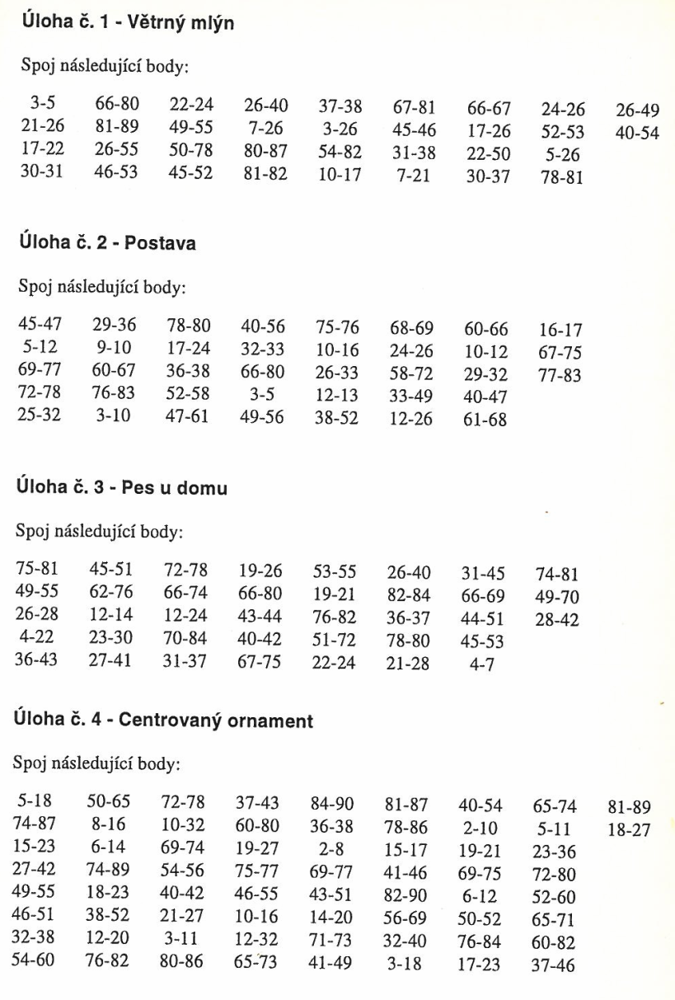 Úloha č. 1 - Větrný mlýn
Spoj následující body:
3-5 66-80 22-24 26-40 37-38 67-81 66-67 24-26 26-49
21-26 81-89 49-55 7-26 3-26 45-46 17-26 52-53 40-54
17-22 26-55 50-78 80-87 54-82 31-38 22-50 5-26
30-31 46-53 45-52 81-82 10-17 7-21 30-37 78-81
Úloha č. 2 - Postava
Spoj následující body:
45-47 29-36 78-80 40-56 75-76 68-69 60-66 16-17
5-12 9-10 17-24 32-33 10-16 24-26 10-12 67-75
69-77 60-67 36-38 66-80 26-33 58-72 29-32 77-83
72-78 76-83 52-58 3-5 12-13 33-49 40-47
25-32 3-10 47-61 49-56 38-52 12-26 61-68
Úloha č. 3 - Pes u domu
Spoj následující body:
75-81 45-51 72-78 19-26 53-55 26-40 31-45 74-81
49-55 62-76 66-74 66-80 19-21 82-84 66-69 49-70
26-28 12-14 12-24 43-44 76-82 36-37 44-51 28-42
4-22 23-30 70-84 40-42 51-72 78-80 45-53
36-43 27-41 31-37 67-75 22-24 21-28 4-7
Úloha č. 4 - Centrovaný ornament
Spoj následující body:
5-18 50-65 72-78 37-43 84-90 81-87 40-54 65-74 81-89
74-87 8-16 10-32 60-80 36-38 78-86 2-10 5-11 18-27
15-23 6-14 69-74 19-27 2-8 15-17 19-21 23-36
27-42 74-89 54-56 75-77 69-77 41-46 69-75 72-80
49-55 18-23 40-42 46-55 43-51 82-90 6-12 52-60
46-51 38-52 21-27 10-16 14-20 56-69 50-52 65-71
32-38 12-20 3-11 12-32 71-73 32-40 76-84 60-82
54-60 76-82 80-86 65-73 41-49 3-18 17-23 37-46